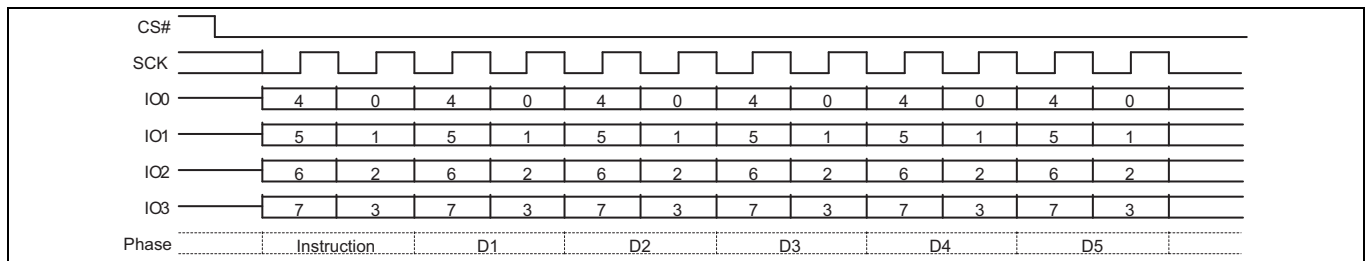 CS#
SCK
IO0 4 0 4 0 4 0 4 0 4 0 4 0
IO1 5 1 5 1 5 1 5 1 5 1 5 1
IO2 6 2 6 2 6 2 6 2 6 2 6 2
IO3 7 3 7 3 7 3 7 3 7 3 7 3
Phase Instruction D1 D2 D3 D4 D5